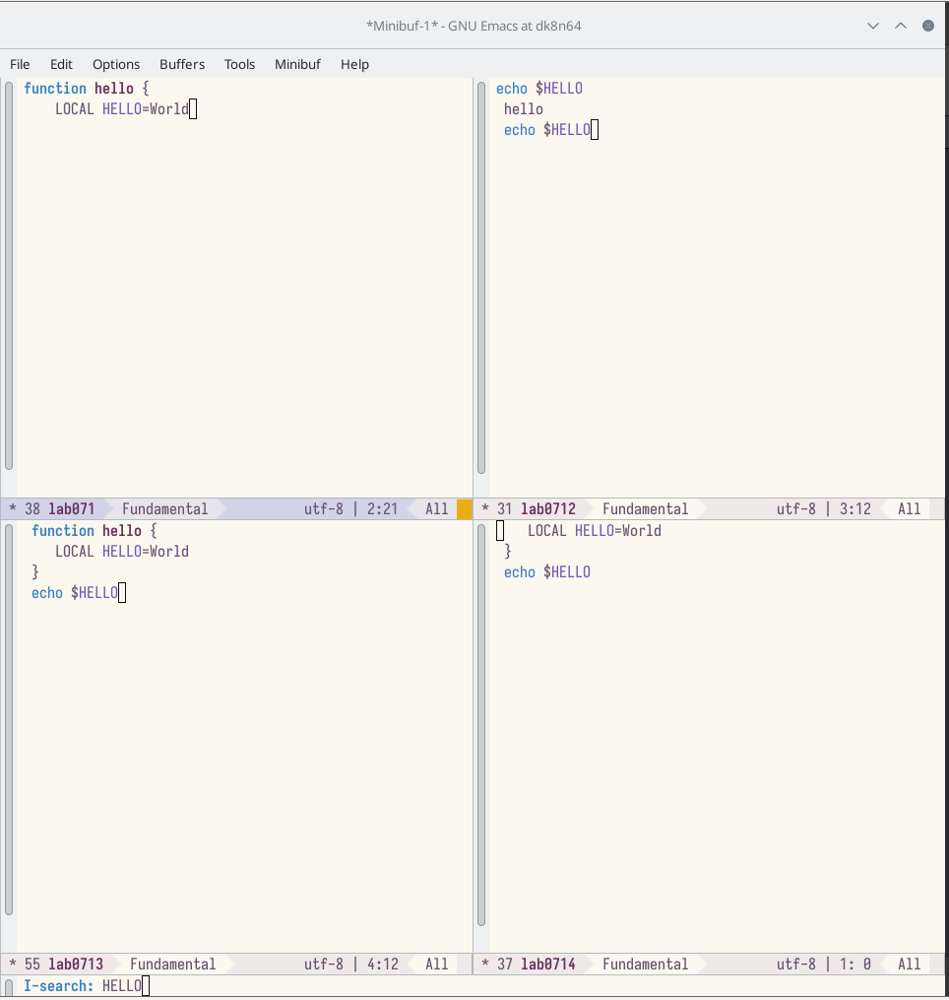 *Minibuf-1* - GNU Emacs at dk8n64
File Edit Options Buffers Tools Minibuf Help
function hello {
    LOCAL HELLO=World
* 38 lab071 Fundamental utf-8 | 2:21 All
echo $HELLO
 hello
 echo $HELLO
* 31 lab0712 Fundamental utf-8 | 3:12 All
 function hello {
    LOCAL HELLO=World
 }
 echo $HELLO
* 55 lab0713 Fundamental utf-8 | 4:12 All
    LOCAL HELLO=World
 }
 echo $HELLO
* 37 lab0714 Fundamental utf-8 | 1: 0 All
I-search: HELLO